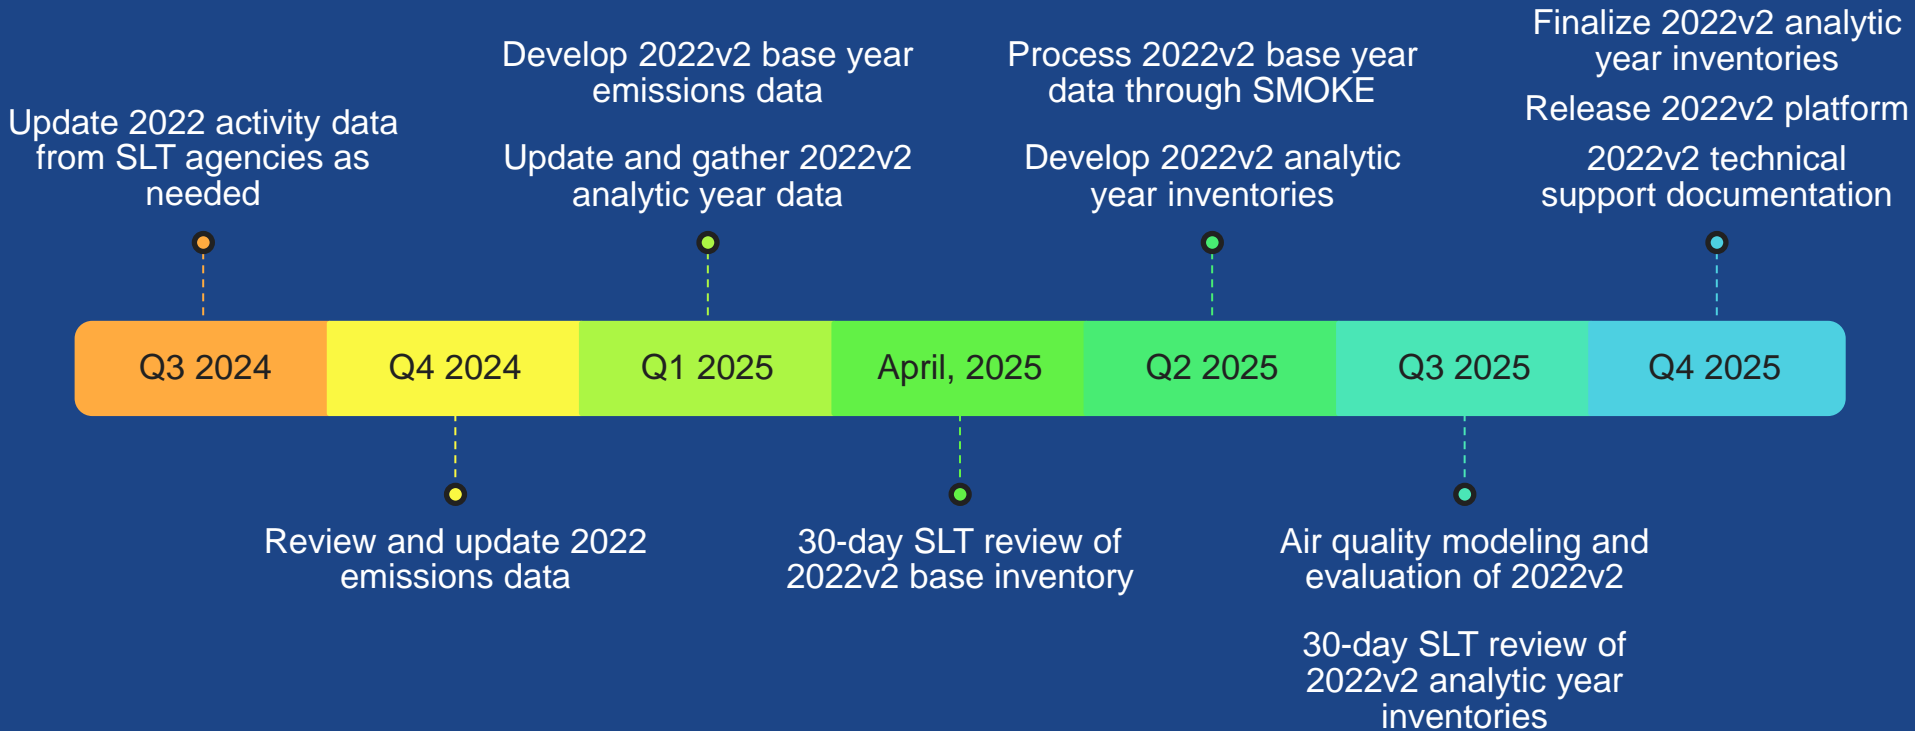 Update 2022 activity data
from SLT agencies as
needed
Develop 2022v2 base year
emissions data
Update and gather 2022v2
analytic year data
Process 2022v2 base year
data through SMOKE
Develop 2022v2 analytic
year inventories
Finalize 2022v2 analytic
year inventories
Release 2022v2 platform
2022v2 technical
support documentation
Q3 2024
Q4 2024
Q1 2025
April, 2025
Q2 2025
Q3 2025
Q4 2025
Review and update 2022
emissions data
30-day SLT review of
2022v2 base inventory
Air quality modeling and
evaluation of 2022v2
30-day SLT review of
2022v2 analytic year
inventories